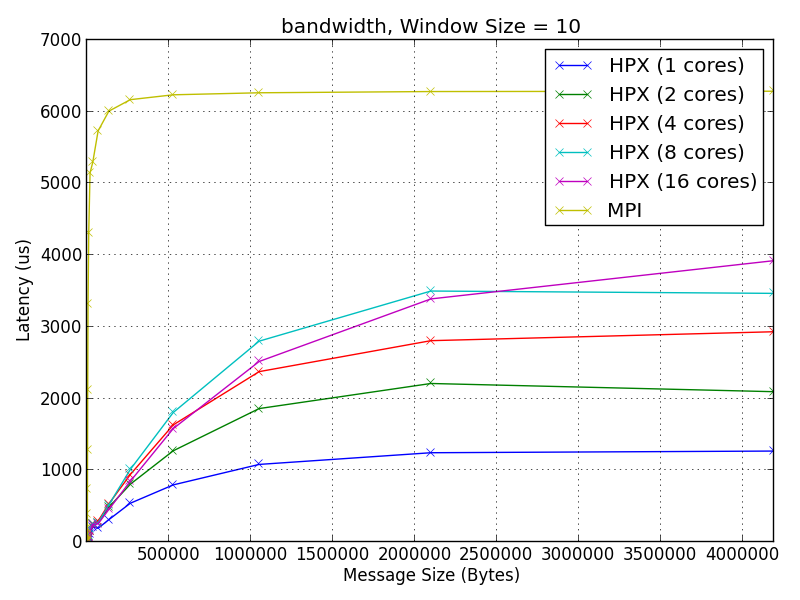 bandwidth, Window Size = 10
7000
6000
5000
4000
3000
2000
1000
0
Latency (us)
HPX (1 cores)
HPX (2 cores)
HPX (4 cores)
HPX (8 cores)
HPX (16 cores)
MPI
500000 1000000 1500000 2000000 2500000 3000000 3500000 4000000
Message Size (Bytes)